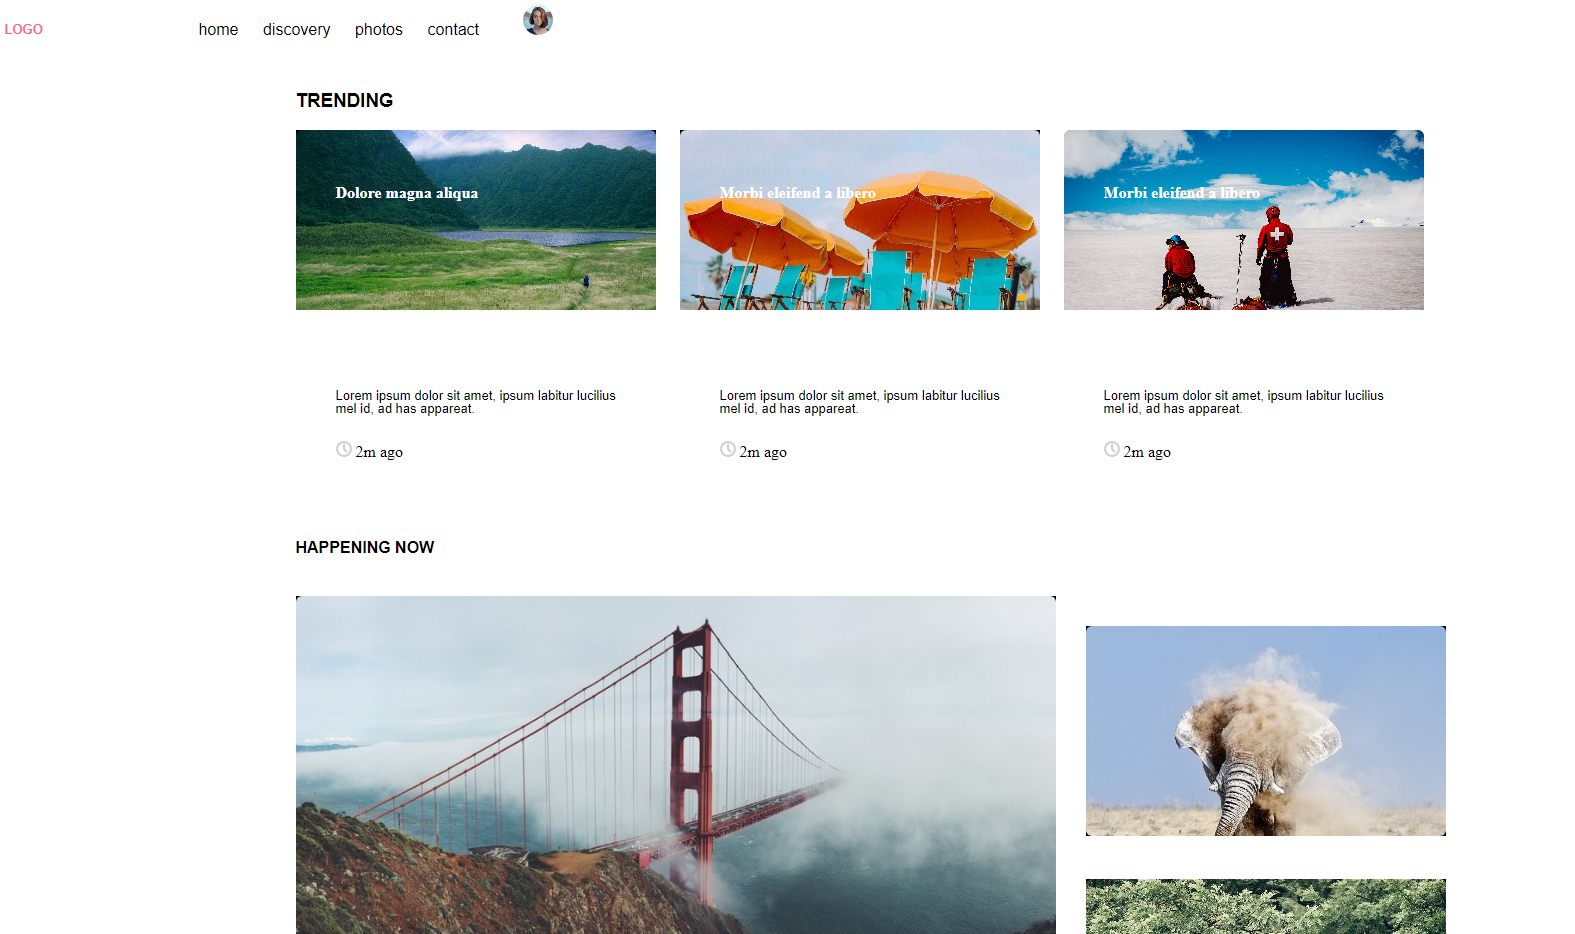 LOGO
home discovery photos contact
TRENDING
Dolore magna aliqua
Morbi eleifend a libero
Morbi eleifend a libero
Lorem ipsum dolor sit amet, ipsum labitur lucilius
mel id, ad has appareat.
2m ago
Lorem ipsum dolor sit amet, ipsum labitur lucilius
mel id, ad has appareat.
2m ago
Lorem ipsum dolor sit amet, ipsum labitur lucilius
mel id, ad has appareat.
2m ago
HAPPENING NOW